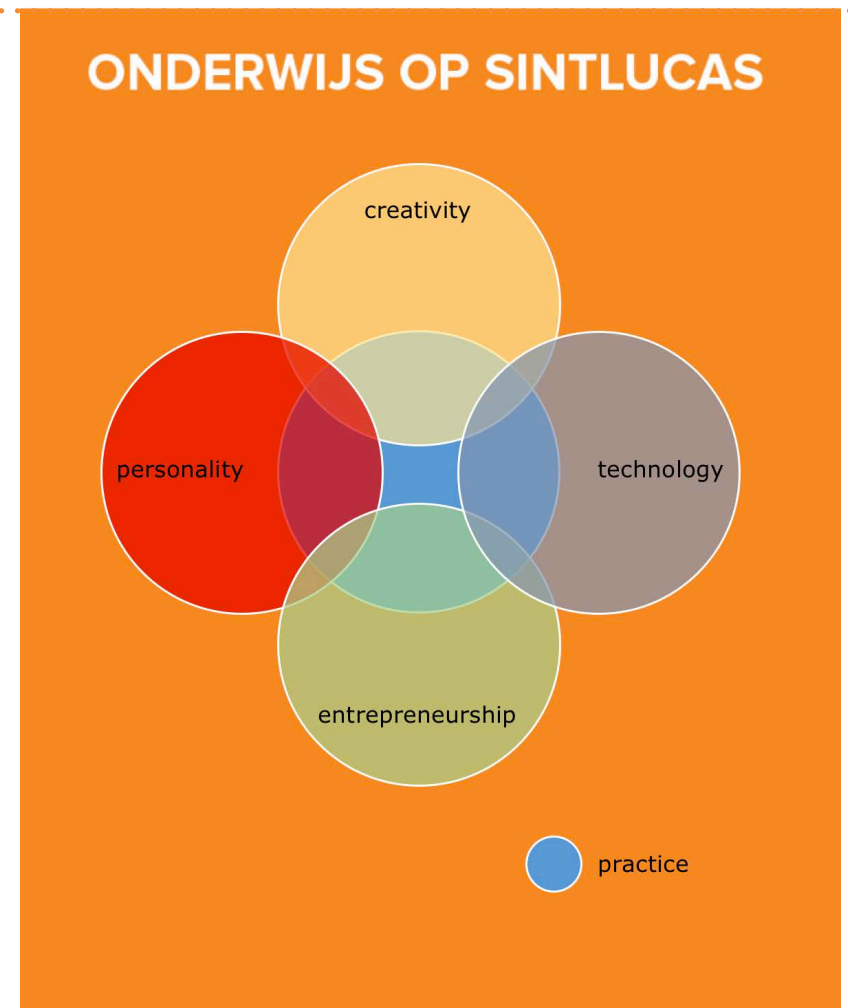 ONDERWIJS OP SINTLUCAS
creativity
personality
technology
entrepreneurship
practice